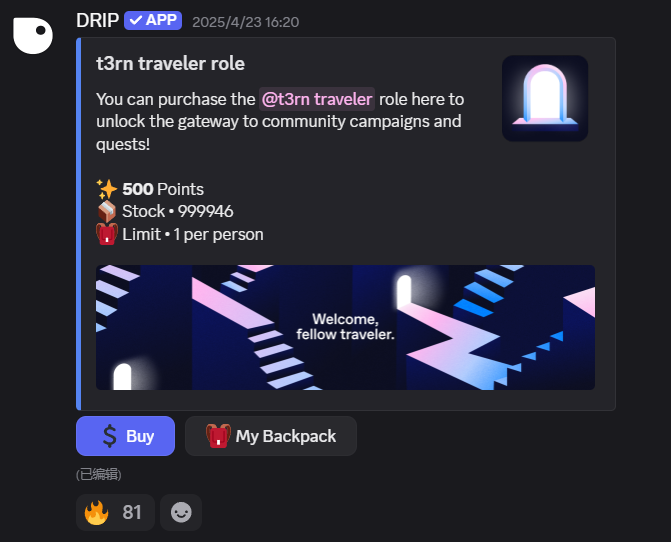 DRIP ✓ APP 2025/4/23 16:20
t3rn traveler role
You can purchase the @t3rn traveler role here to
unlock the gateway to community campaigns and
quests!
✨ 500 Points
Stock • 999946
Limit • 1 per person
Welcome,
fellow traveler.
$ Buy
My Backpack
(已编辑)
🔥 81